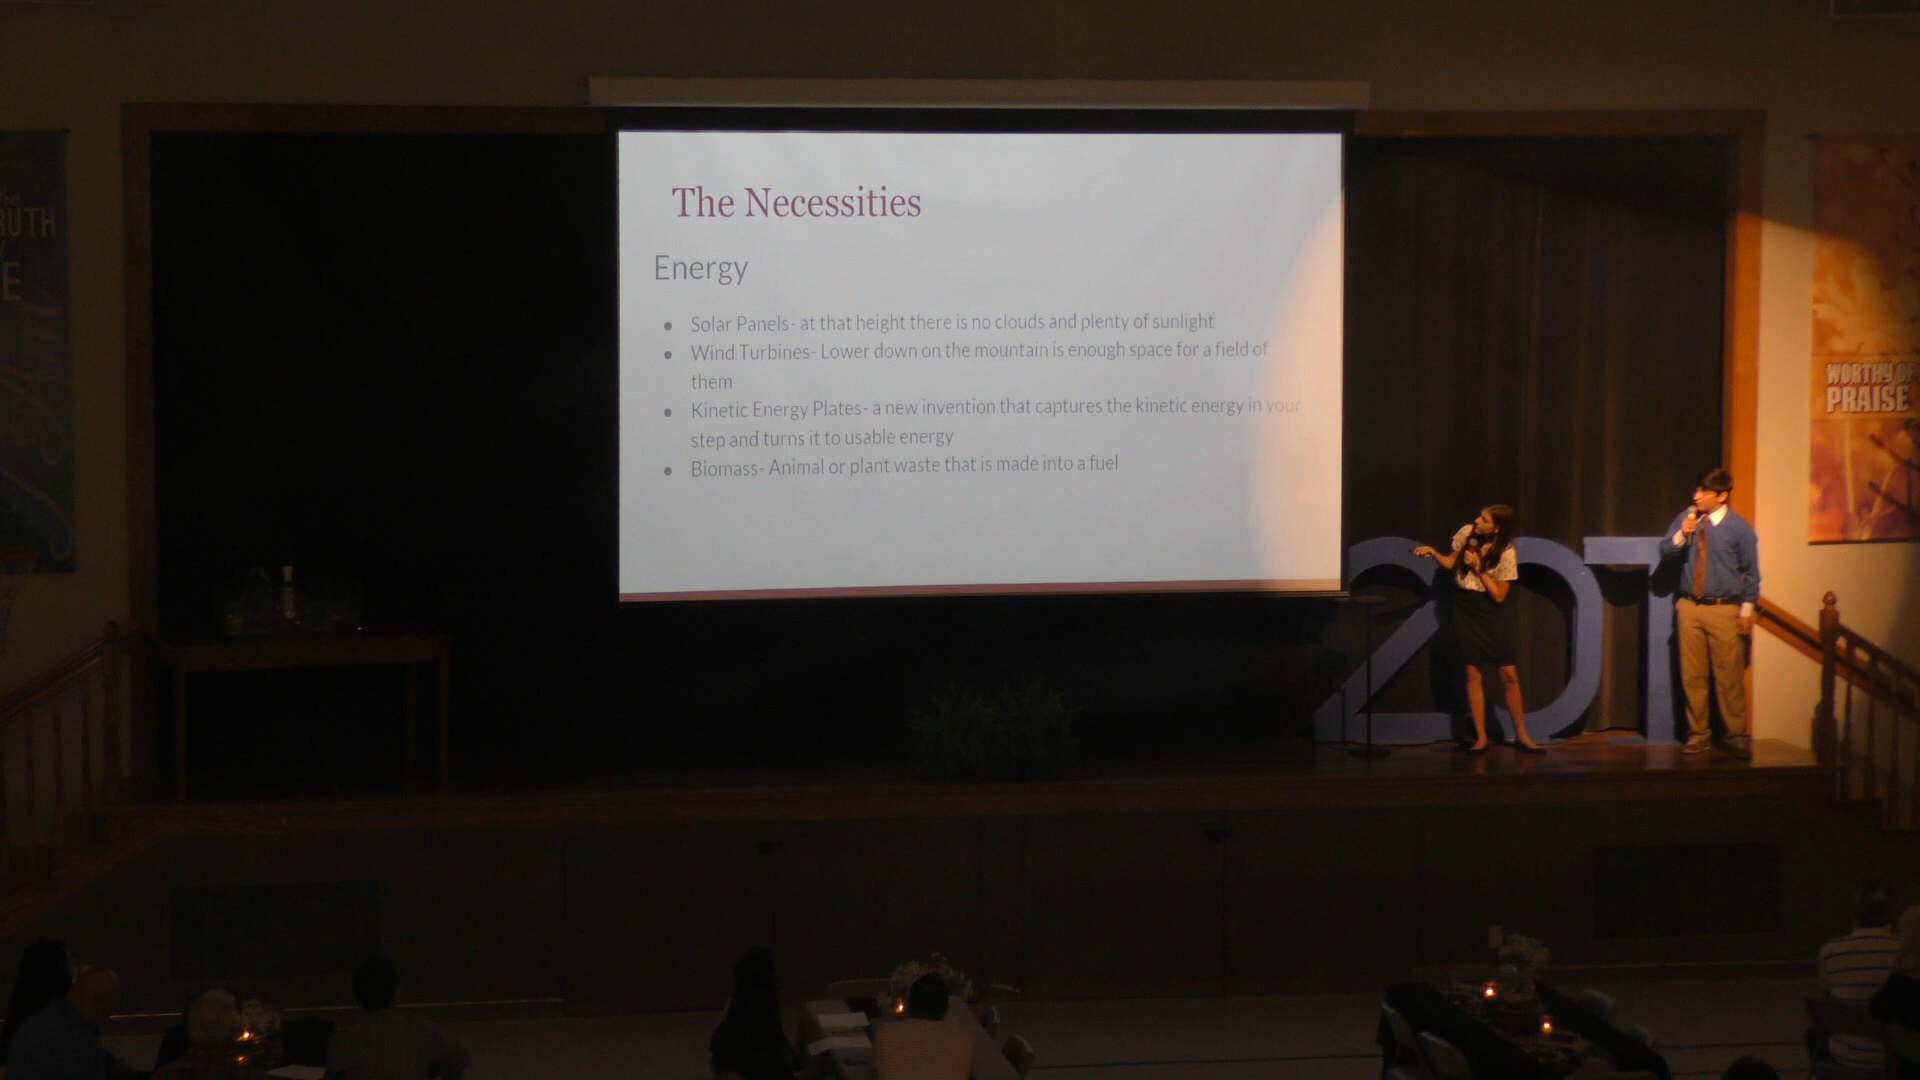 The Necessities
Energy
● Solar Panels- at that height there is no clouds and plenty of sunlight
● Wind Turbines- Lower down on the mountain is enough space for a field of
them
● Kinetic Energy Plates- a new invention that captures the kinetic energy in your
step and turns it to usable energy
● Biomass- Animal or plant waste that is made into a fuel
WORTHY OF
PRAISE